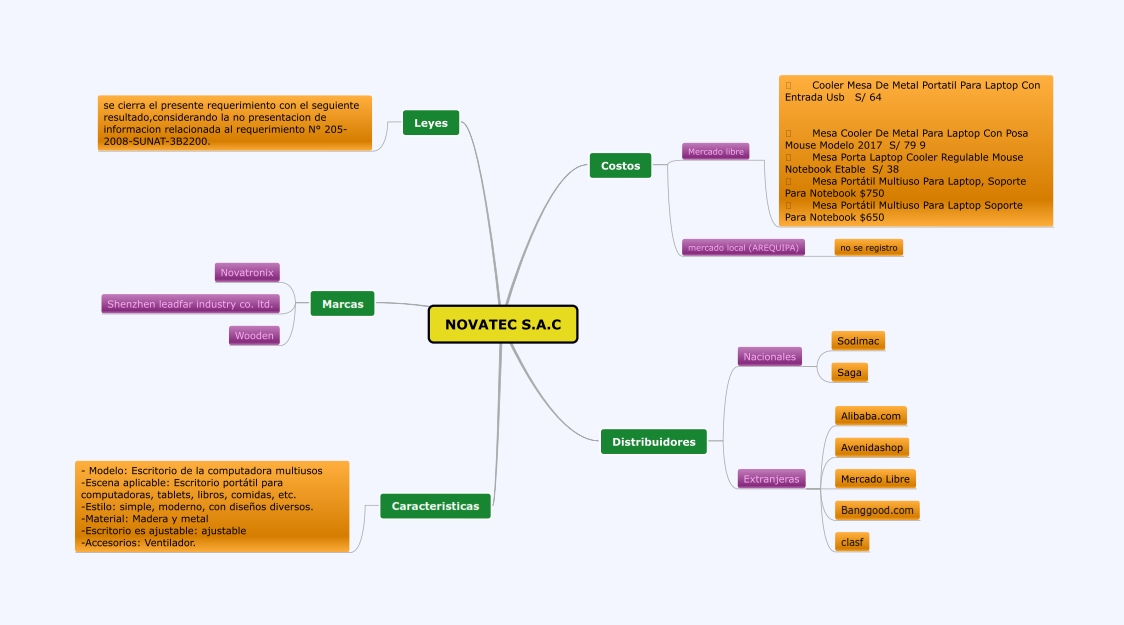 NOVATEC S.A.C
Leyes
se cierra el presente requerimiento con el seguiente
resultado,considerando la no presentacion de
informacion relacionada al requerimiento N° 205-
2008-SUNAT-3B2200.
Marcas
Novatronix
Shenzhen leadfar industry co. ltd.
Wooden
Caracteristicas
- Modelo: Escritorio de la computadora multiusos
-Escena aplicable: Escritorio portátil para
computadoras, tablets, libros, comidas, etc.
-Estilo: simple, moderno, con diseños diversos.
-Material: Madera y metal
-Escritorio es ajustable: ajustable
-Accesorios: Ventilador.
Costos
Mercado libre
Cooler Mesa De Metal Portatil Para Laptop Con
Entrada Usb   S/ 64
Mesa Cooler De Metal Para Laptop Con Posa
Mouse Modelo 2017  S/ 79 9
Mesa Porta Laptop Cooler Regulable Mouse
Notebook Etable  S/ 38
Mesa Portátil Multiuso Para Laptop, Soporte
Para Notebook $750
Mesa Portátil Multiuso Para Laptop Soporte
Para Notebook $650
mercado local (AREQUIPA)
no se registro
Distribuidores
Nacionales
Sodimac
Saga
Extranjeras
Alibaba.com
Avenidashop
Mercado Libre
Banggood.com
clasf